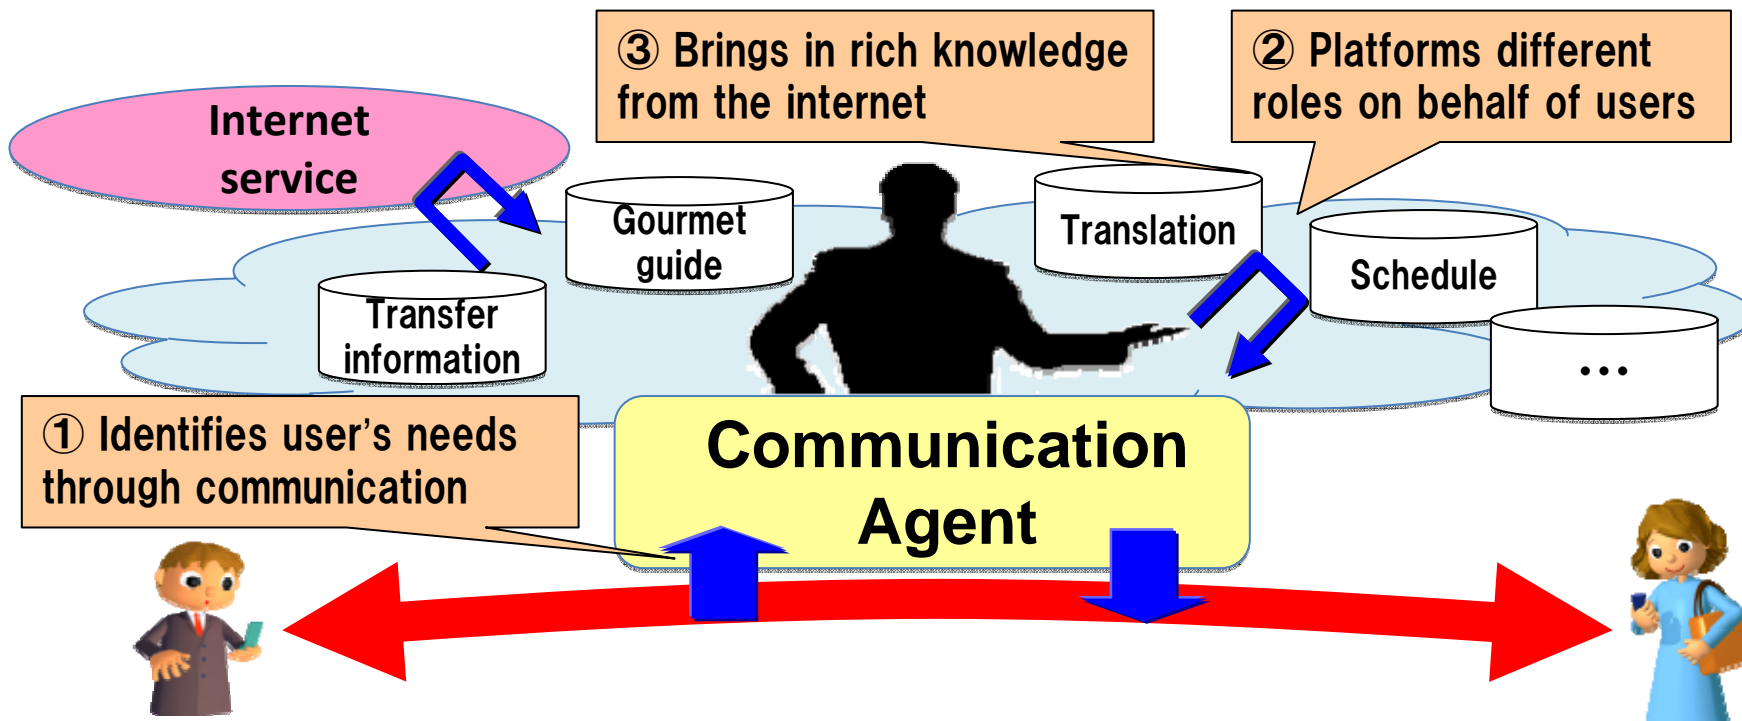 ③ Brings in rich knowledge
from the internet
② Platforms different
roles on behalf of users
Internet
service
Gourmet
guide
Translation
Schedule
Transfer
information
...
① Identifies user's needs
through communication
Communication
Agent